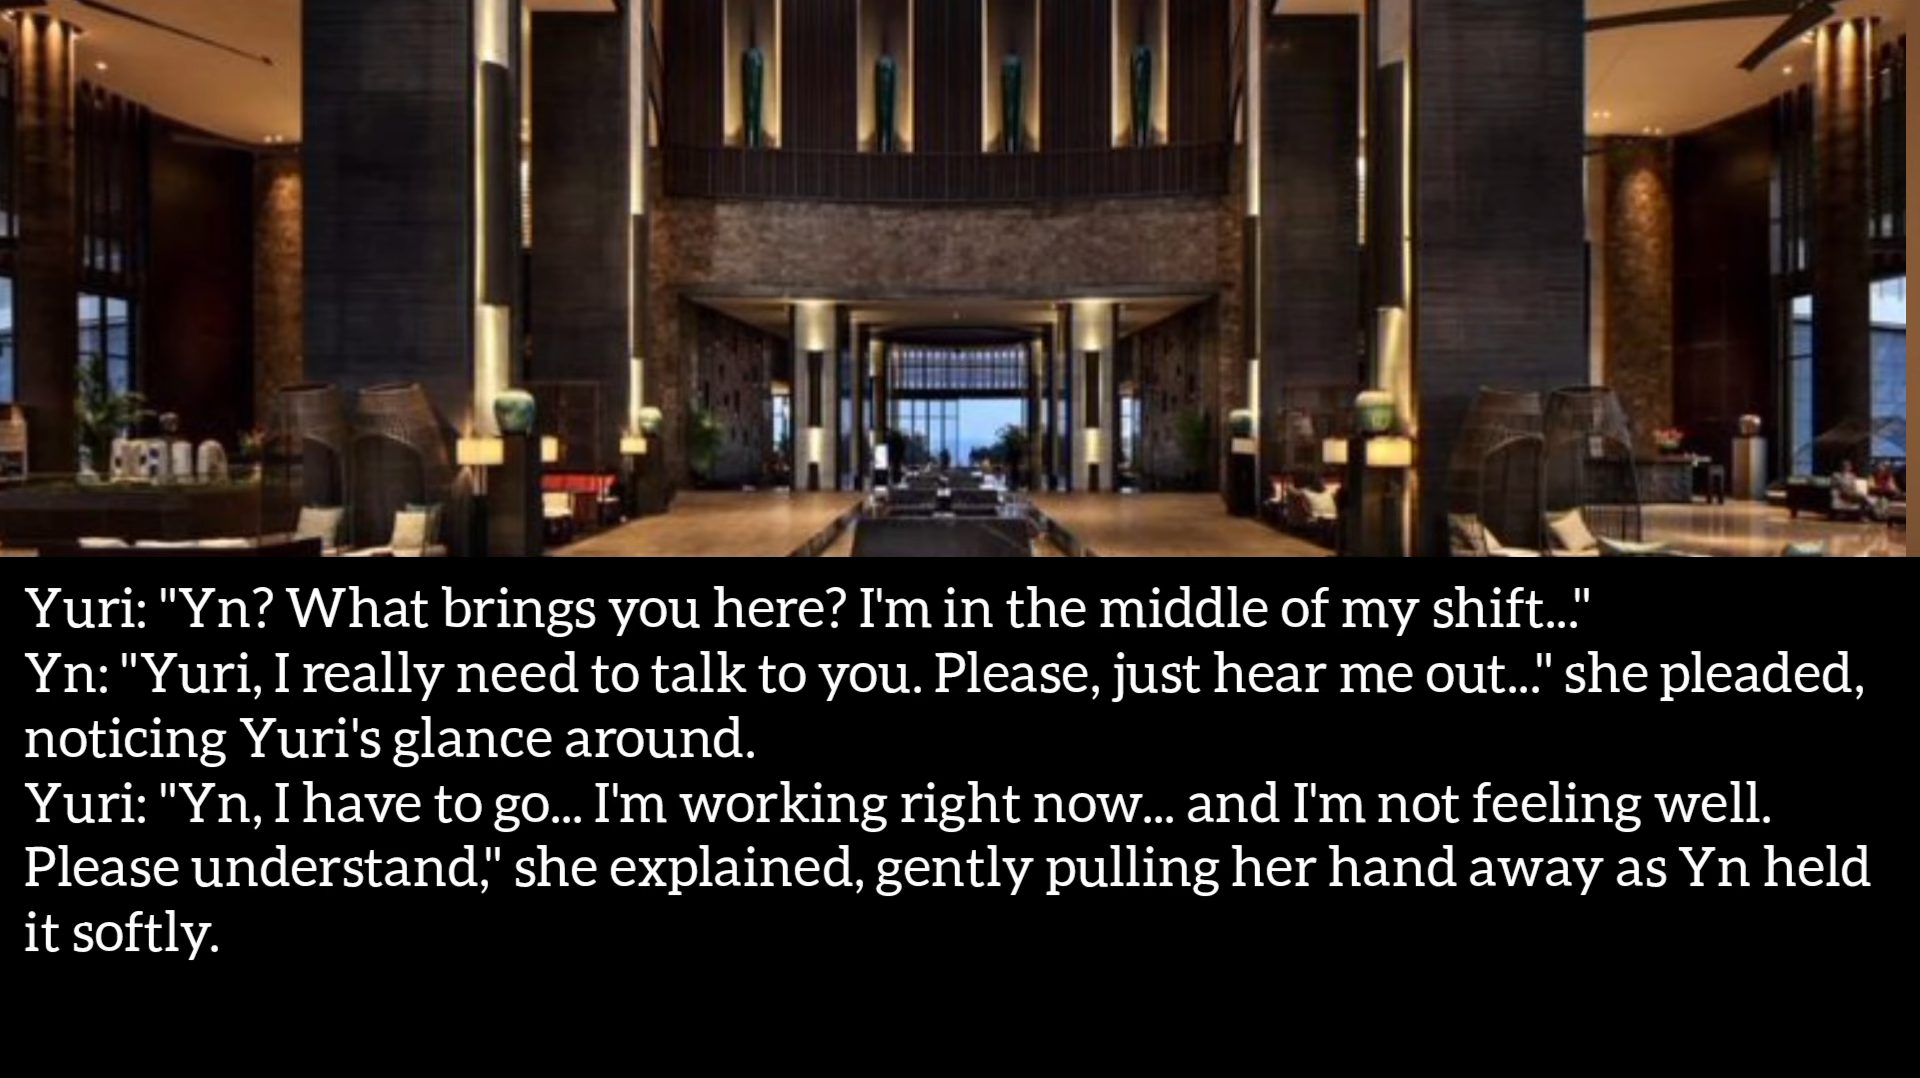 Yuri: "Yn? What brings you here? I'm in the middle of my shift..."
Yn: "Yuri, I really need to talk to you. Please, just hear me out..." she pleaded,
noticing Yuri's glance around.
Yuri: "Yn, I have to go... I'm working right now... and I'm not feeling well.
Please understand," she explained, gently pulling her hand away as Yn held
it softly.